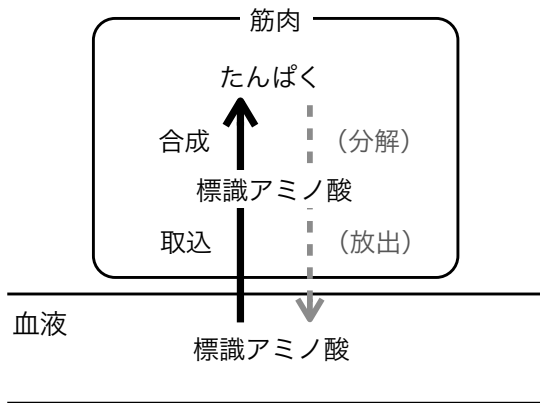 筋肉
たんぱく
合成
（分解）
標識アミノ酸
取込
（放出）
血液
標識アミノ酸